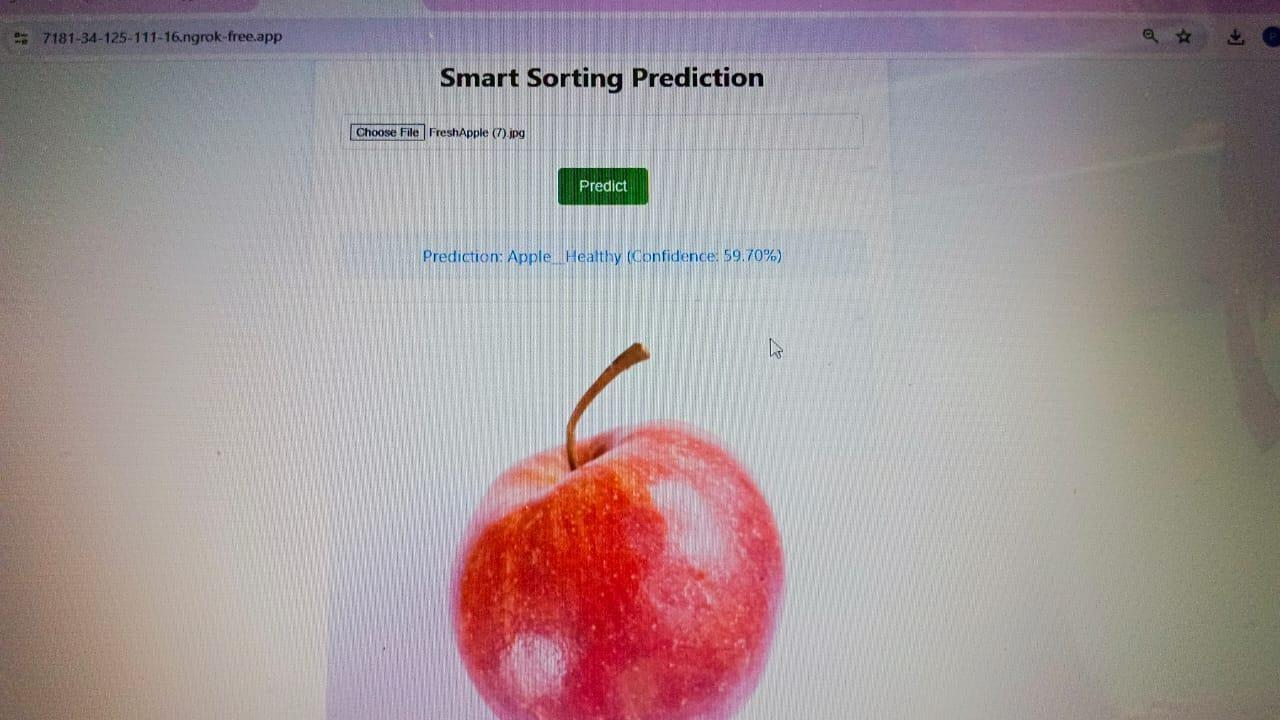 7181-34-125-111-16.ngrok-free.app
Smart Sorting Prediction
Choose File FreshApple (7).jpg
Predict
Prediction: Apple__Healthy (Confidence: 59.70%)